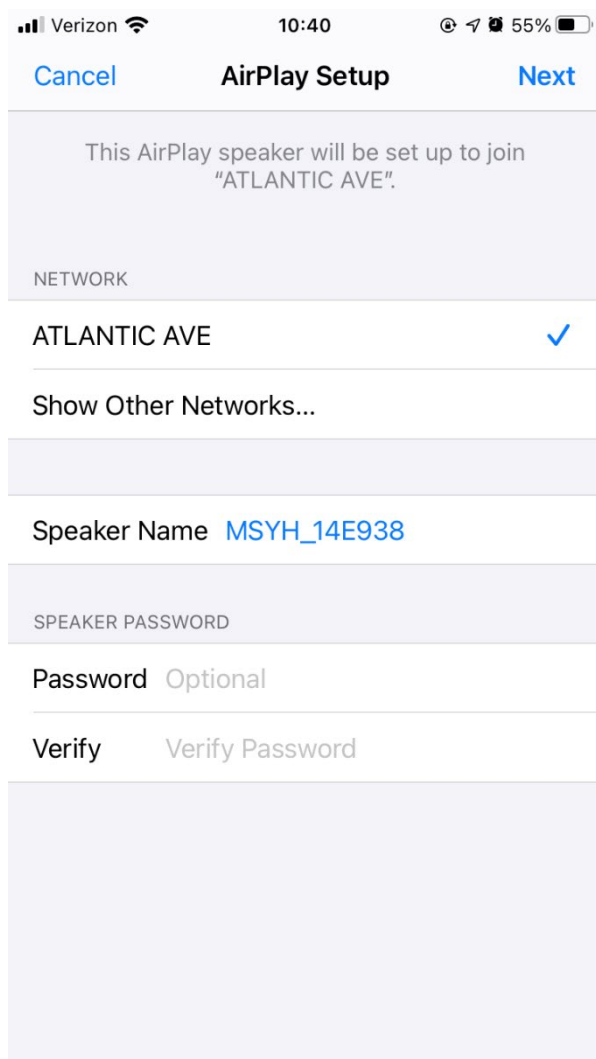 Verizon 10:40 55%
Cancel AirPlay Setup Next
This AirPlay speaker will be set up to join
“ATLANTIC AVE”.
NETWORK
ATLANTIC AVE
Show Other Networks...
Speaker Name MSYH_14E938
SPEAKER PASSWORD
Password Optional
Verify Verify Password